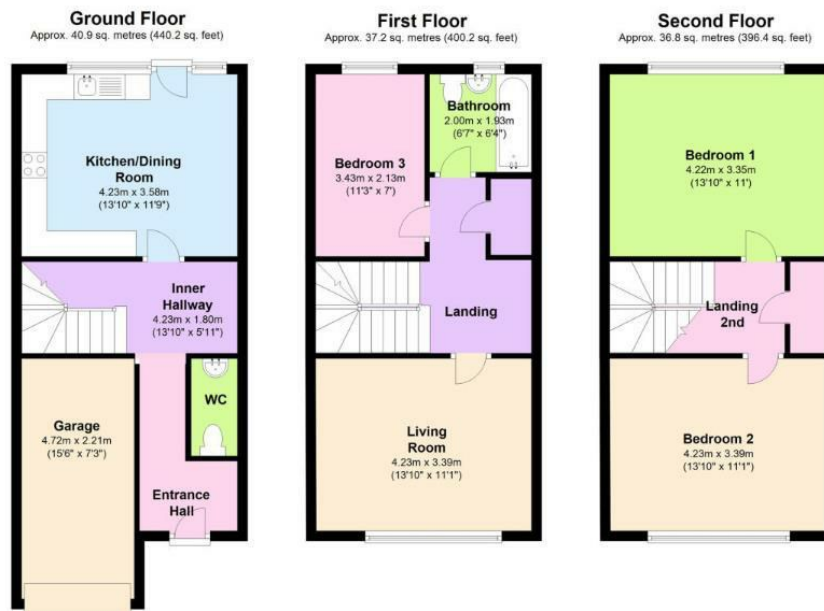 Ground Floor
Approx. 40.9 sq. metres (440.2 sq. feet)
Kitchen/Dining
Room
4.23m x 3.58m
(13'10" x 11'9")
Inner
Hallway
4.23m x 1.80m
(13'10" x 5'11")
WC
Garage
4.72m x 2.21m
(15'6" x 7'3")
Entrance
Hall
First Floor
Approx. 37.2 sq. metres (400.2 sq. feet)
Bathroom
2.00m x 1.93m
(6'7" x 6'4")
Bedroom 3
3.43m x 2.13m
(11'3" x 7')
Landing
Living
Room
4.23m x 3.39m
(13'10" x 11'1")
Second Floor
Approx. 36.8 sq. metres (396.4 sq. feet)
Bedroom 1
4.22m x 3.35m
(13'10" x 11')
Landing
2nd
Bedroom 2
4.23m x 3.39m
(13'10" x 11'1")